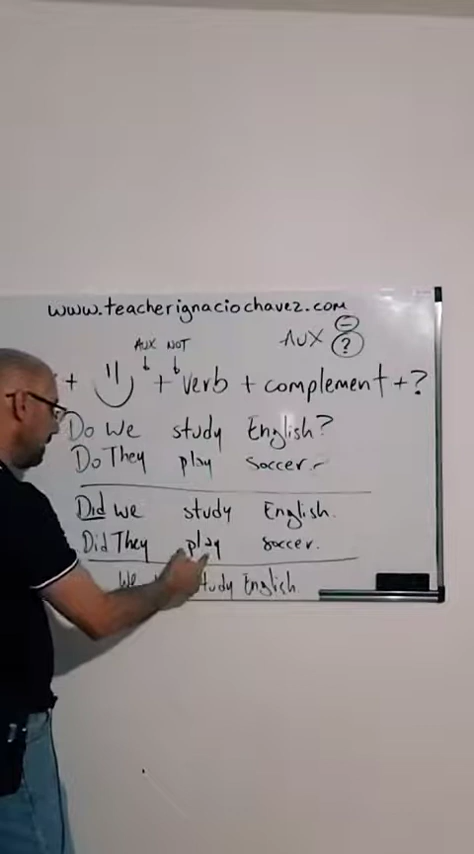 www.teacherignaciochavez.com
AUX NOT AUX - ?
+ + verb + complement + ?
Do We study English?
Do They play Soccer
Did we study English.
Did They play soccer.
We study English